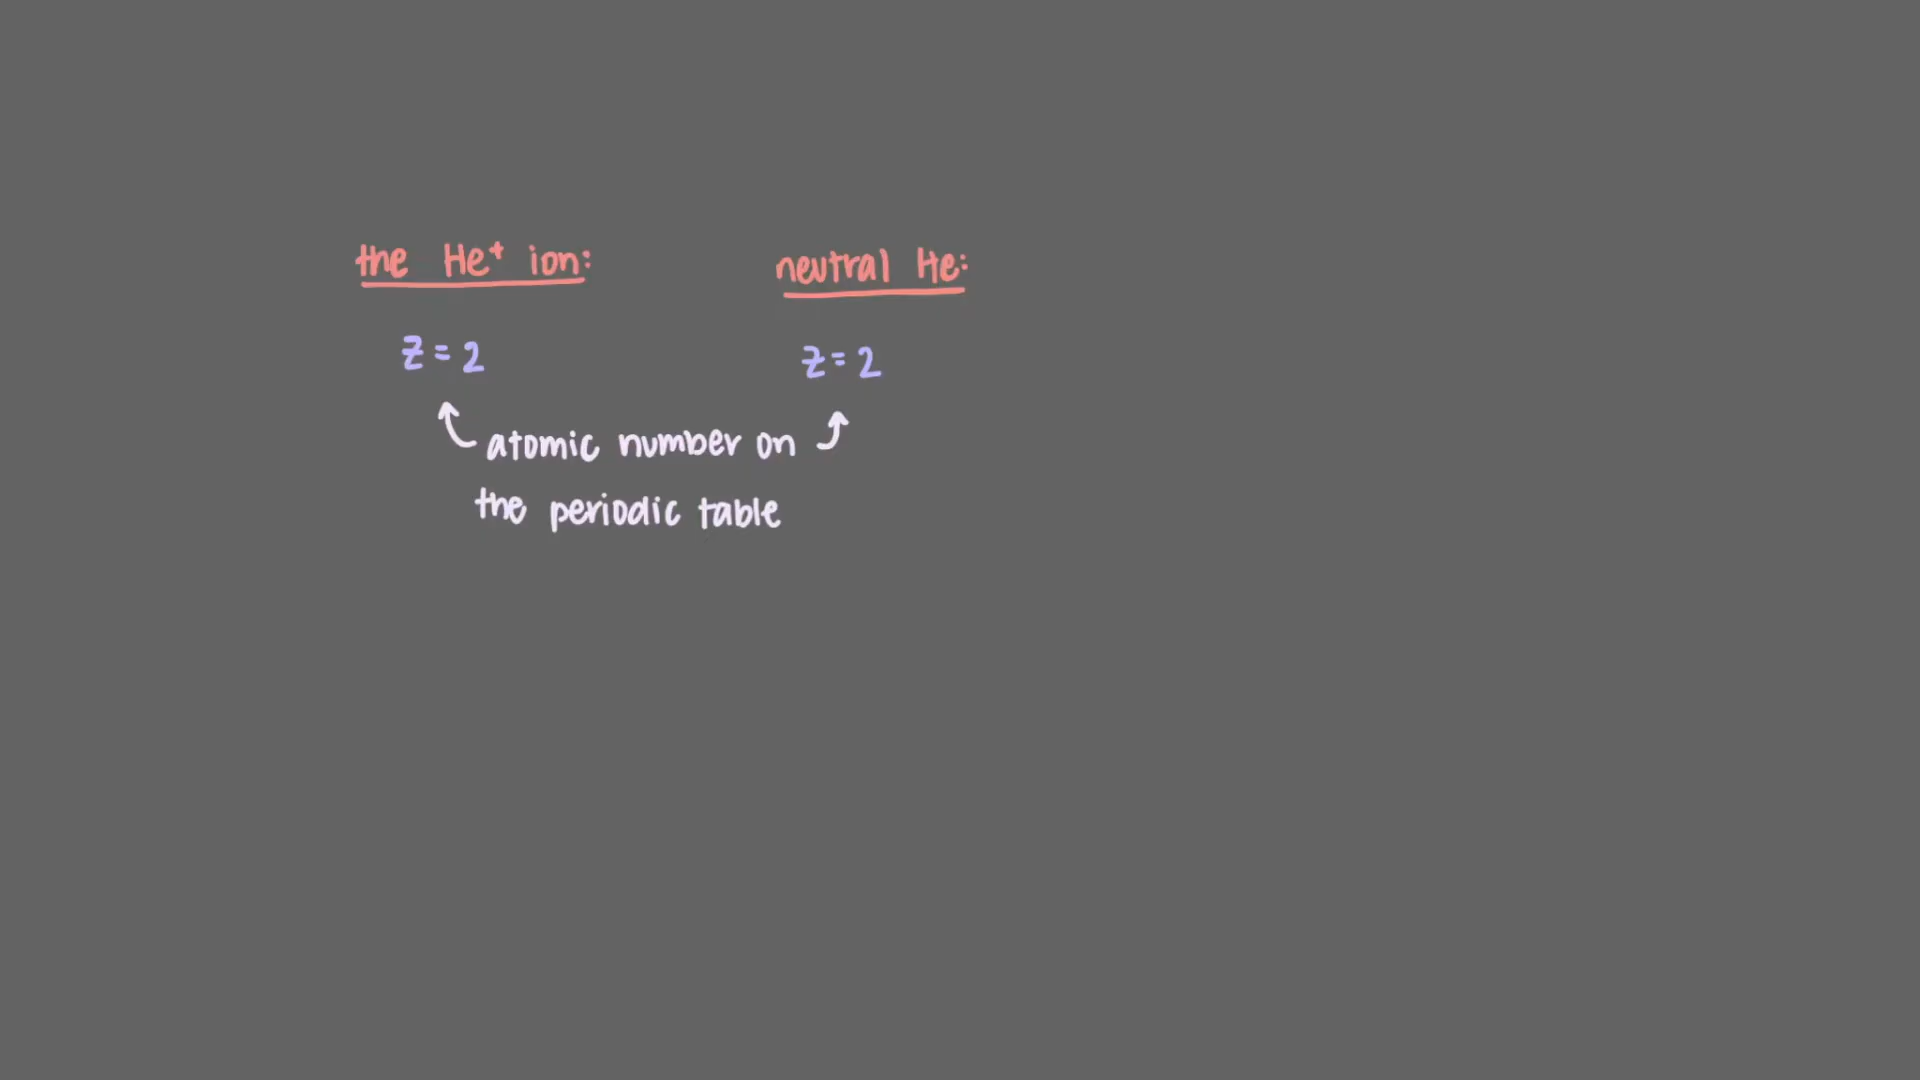 the He⁺ ion:
neutral He:
Z = 2
Z = 2
atomic number on
the periodic table